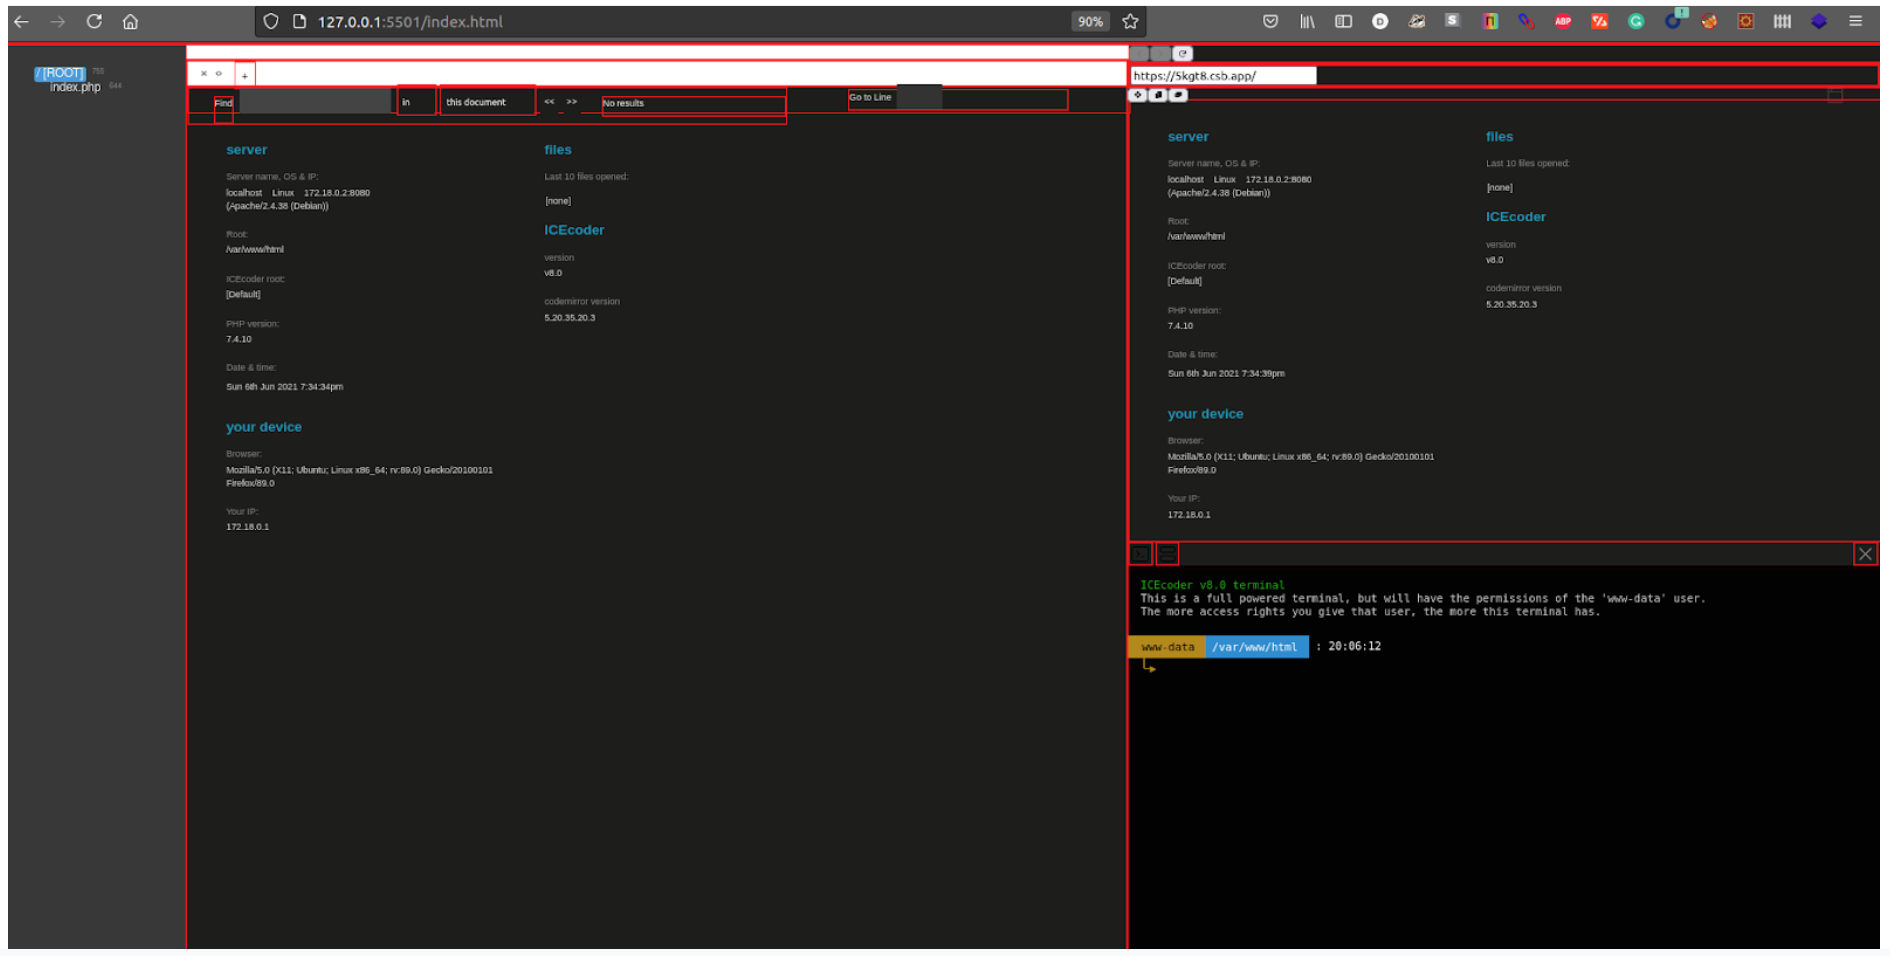 127.0.0.1:5501/index.html
90%
/ [ROOT] 755
index.php 644
× ‹› +
Find in this document << >> No results Go to Line
server
Server name, OS & IP:
localhost Linux 172.18.0.2:8080
(Apache/2.4.38 (Debian))
Root:
/var/www/html
ICEcoder root:
[Default]
PHP version:
7.4.10
Date & time:
Sun 6th Jun 2021 7:34:34pm
your device
Browser:
Mozilla/5.0 (X11; Ubuntu; Linux x86_64; rv:89.0) Gecko/20100101
Firefox/89.0
Your IP:
172.18.0.1
files
Last 10 files opened:
[none]
ICEcoder
version
v8.0
codemirror version
5.20.35.20.3
https://5kgt8.csb.app/
server
Server name, OS & IP:
localhost Linux 172.18.0.2:8080
(Apache/2.4.38 (Debian))
Root:
/var/www/html
ICEcoder root:
[Default]
PHP version:
7.4.10
Date & time:
Sun 6th Jun 2021 7:34:39pm
your device
Browser:
Mozilla/5.0 (X11; Ubuntu; Linux x86_64; rv:89.0) Gecko/20100101
Firefox/89.0
Your IP:
172.18.0.1
files
Last 10 files opened:
[none]
ICEcoder
version
v8.0
codemirror version
5.20.35.20.3
ICEcoder v8.0 terminal
This is a full powered terminal, but will have the permissions of the 'www-data' user.
The more access rights you give that user, the more this terminal has.
www-data /var/www/html : 20:06:12